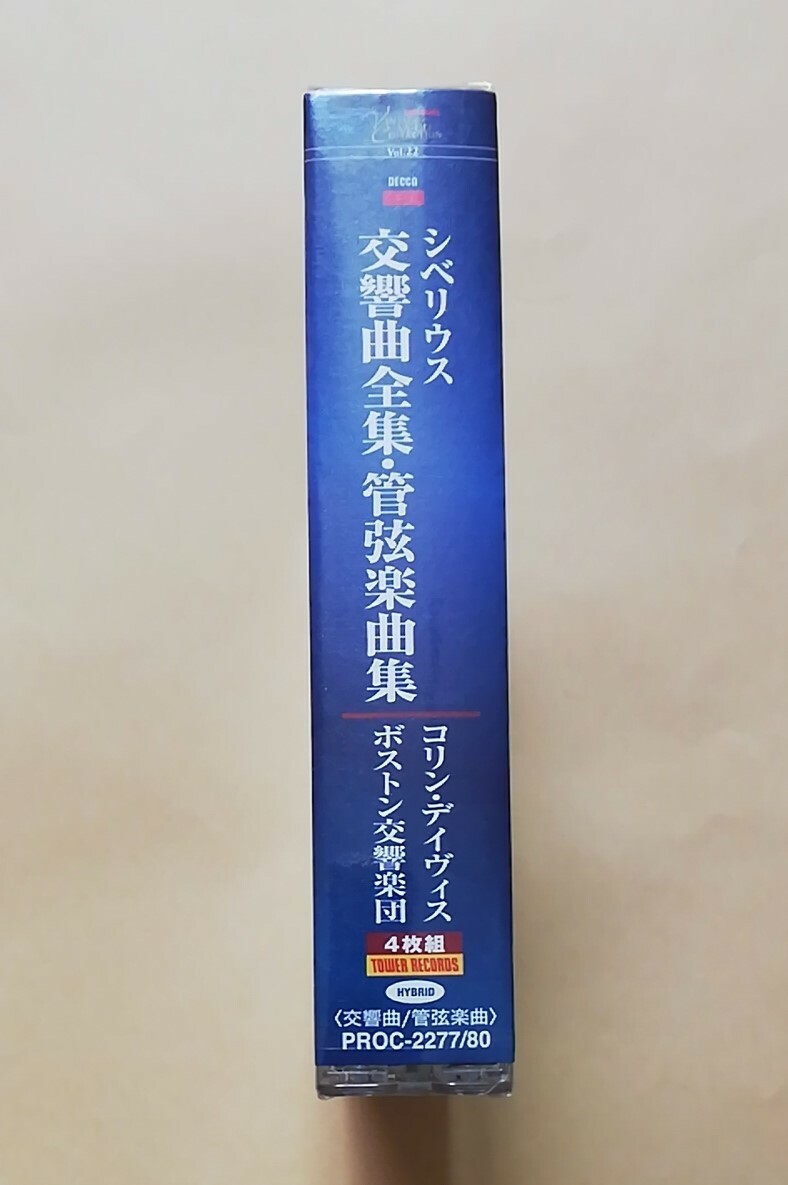 Vol.22
DECCA
シベリウス
交響曲全集・管弦楽曲集
コリン・デイヴィス
ボストン交響楽団
4枚組
TOWER RECORDS
HYBRID
〈交響曲/管弦楽曲〉
PROC-2277/80